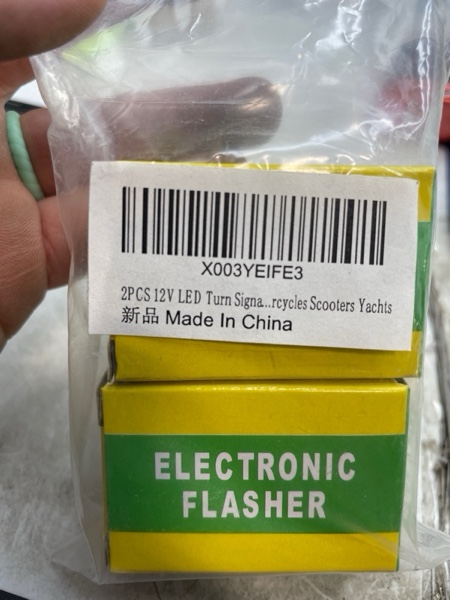 X003YEIFE3
2PCS 12V LED Turn Signa...rcycles Scooters Yachts
新品 Made In China
ELECTRONIC
FLASHER